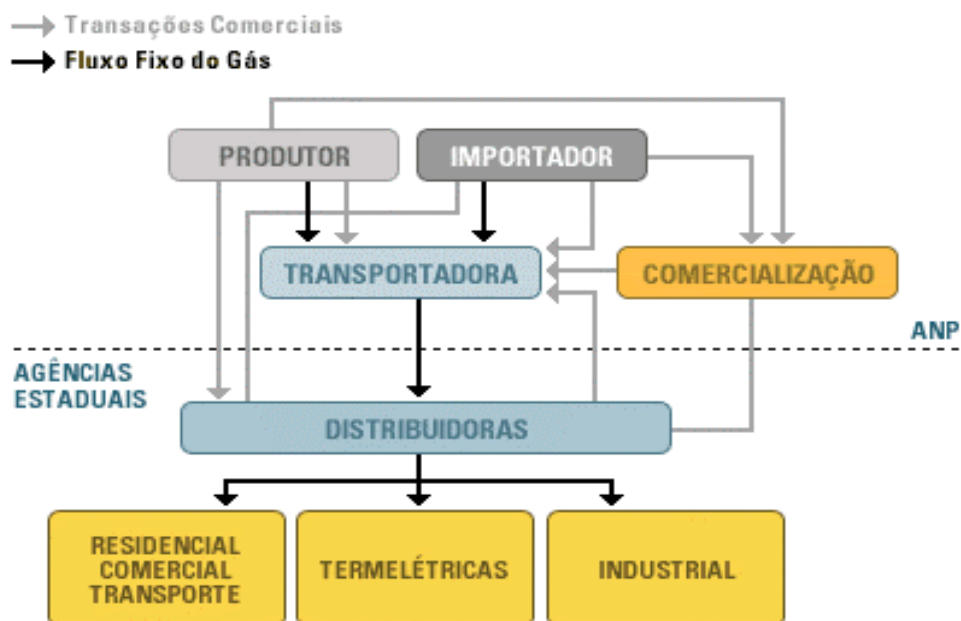 Transações Comerciais
Fluxo Fixo do Gás
PRODUTOR
IMPORTADOR
TRANSPORTADORA
COMERCIALIZAÇÃO
ANP
AGÊNCIAS
ESTADUAIS
DISTRIBUIDORAS
RESIDENCIAL
COMERCIAL
TRANSPORTE
TERMELÉTRICAS
INDUSTRIAL